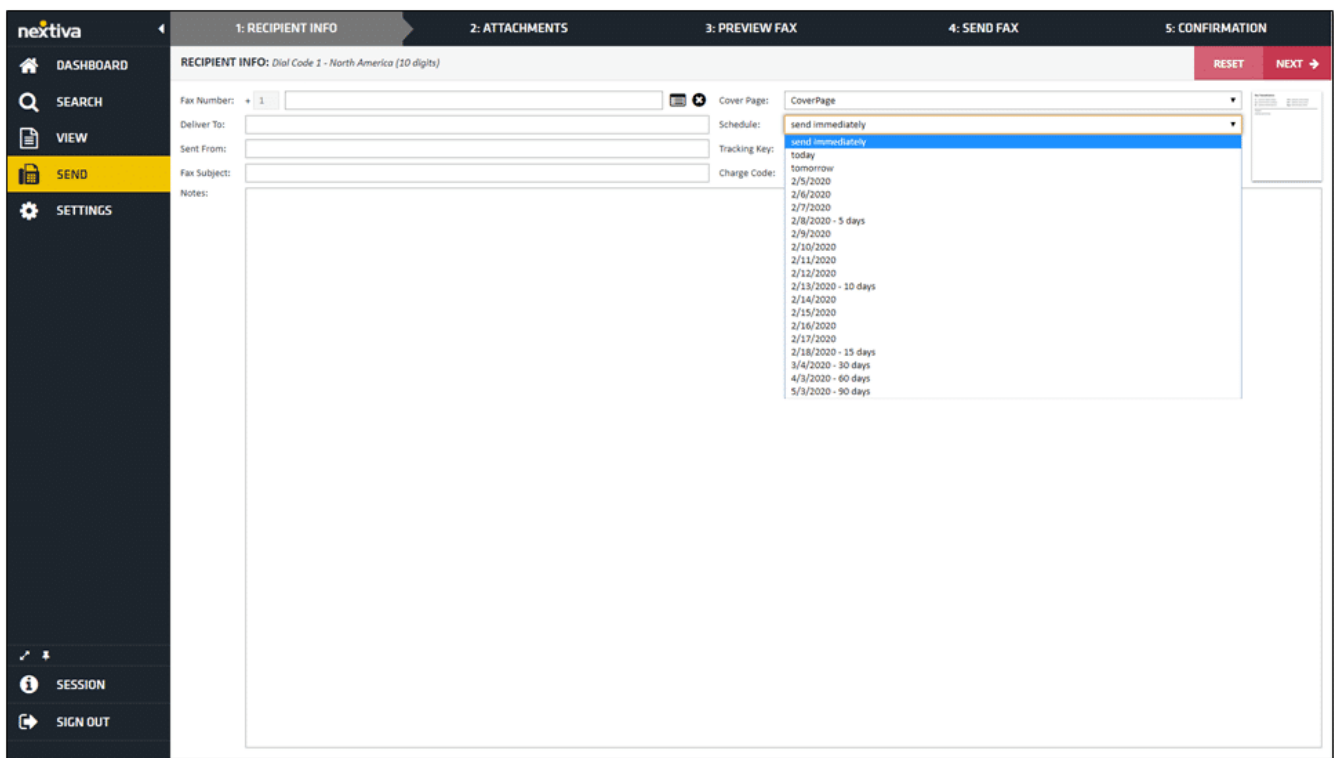 nextiva
1: RECIPIENT INFO
2: ATTACHMENTS
3: PREVIEW FAX
4: SEND FAX
5: CONFIRMATION
DASHBOARD
SEARCH
VIEW
SEND
SETTINGS
SESSION
SIGN OUT
RECIPIENT INFO: Dial Code 1 - North America (10 digits)
RESET
NEXT
Fax Number: + 1
Deliver To:
Sent From:
Fax Subject:
Notes:
Cover Page: CoverPage
Schedule: send immediately
Tracking Key:
Charge Code:
send immediately
today
tomorrow
2/5/2020
2/6/2020
2/7/2020
2/8/2020 - 5 days
2/9/2020
2/10/2020
2/11/2020
2/12/2020
2/13/2020 - 10 days
2/14/2020
2/15/2020
2/16/2020
2/17/2020
2/18/2020 - 15 days
3/4/2020 - 30 days
4/3/2020 - 60 days
5/3/2020 - 90 days